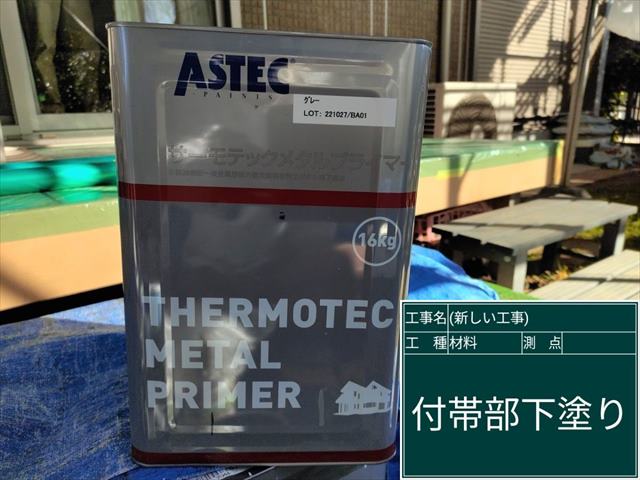 ASTEC
PAINTS
グレー
LOT: 221027/BA01
サーモテックメタルプライマー
16kg
THERMOTEC
METAL
PRIMER
工事名 (新しい工事)
工 種 材料 測 点
付帯部下塗り